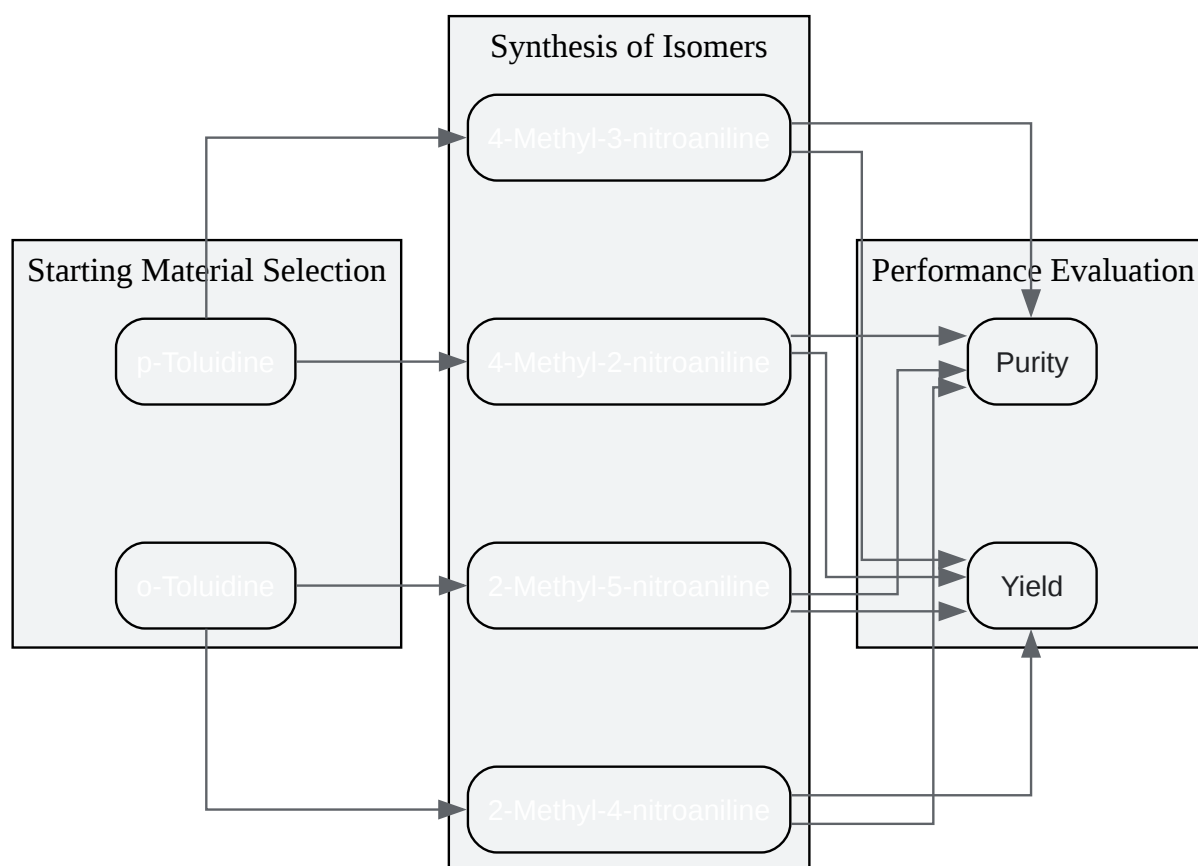 Synthesis of Isomers
4-Methyl-3-nitroaniline
Starting Material Selection
Performance Evaluation
p-Toluidine
4-Methyl-2-nitroaniline
Purity
o-Toluidine
2-Methyl-5-nitroaniline
Yield
2-Methyl-4-nitroaniline